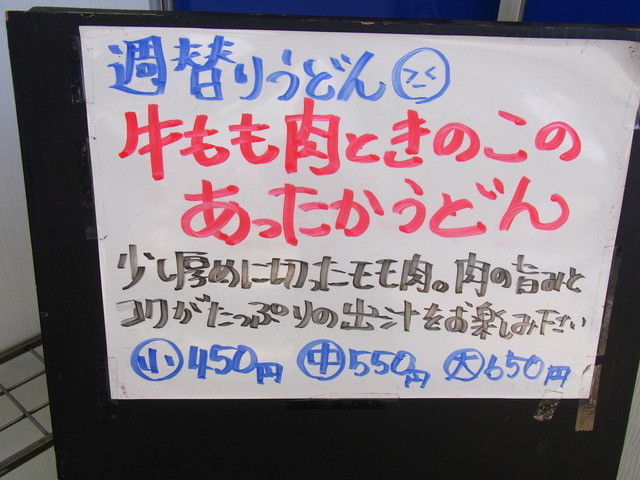 週替りうどん
牛もも肉ときのこの
あったかうどん
少し厚めに切ったモモ肉。肉の旨みと
コクがたっぷりの出汁をお楽しみ下さい
小450円 中550円 大650円